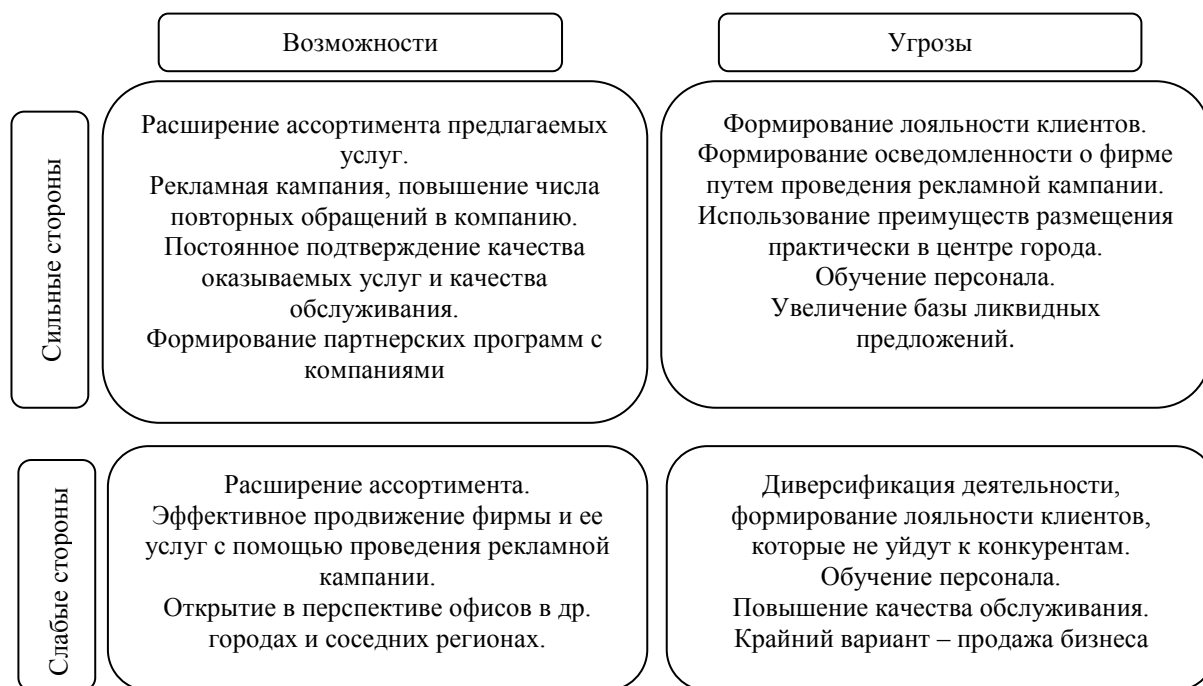 Возможности
Угрозы
Сильные стороны
Расширение ассортимента предлагаемых
услуг.
Рекламная кампания, повышение числа
повторных обращений в компанию.
Постоянное подтверждение качества
оказываемых услуг и качества
обслуживания.
Формирование партнерских программ с
компаниями
Формирование лояльности клиентов.
Формирование осведомленности о фирме
путем проведения рекламной кампании.
Использование преимуществ размещения
практически в центре города.
Обучение персонала.
Увеличение базы ликвидных
предложений.
Слабые стороны
Расширение ассортимента.
Эффективное продвижение фирмы и ее
услуг с помощью проведения рекламной
кампании.
Открытие в перспективе офисов в др.
городах и соседних регионах.
Диверсификация деятельности,
формирование лояльности клиентов,
которые не уйдут к конкурентам.
Обучение персонала.
Повышение качества обслуживания.
Крайний вариант – продажа бизнеса